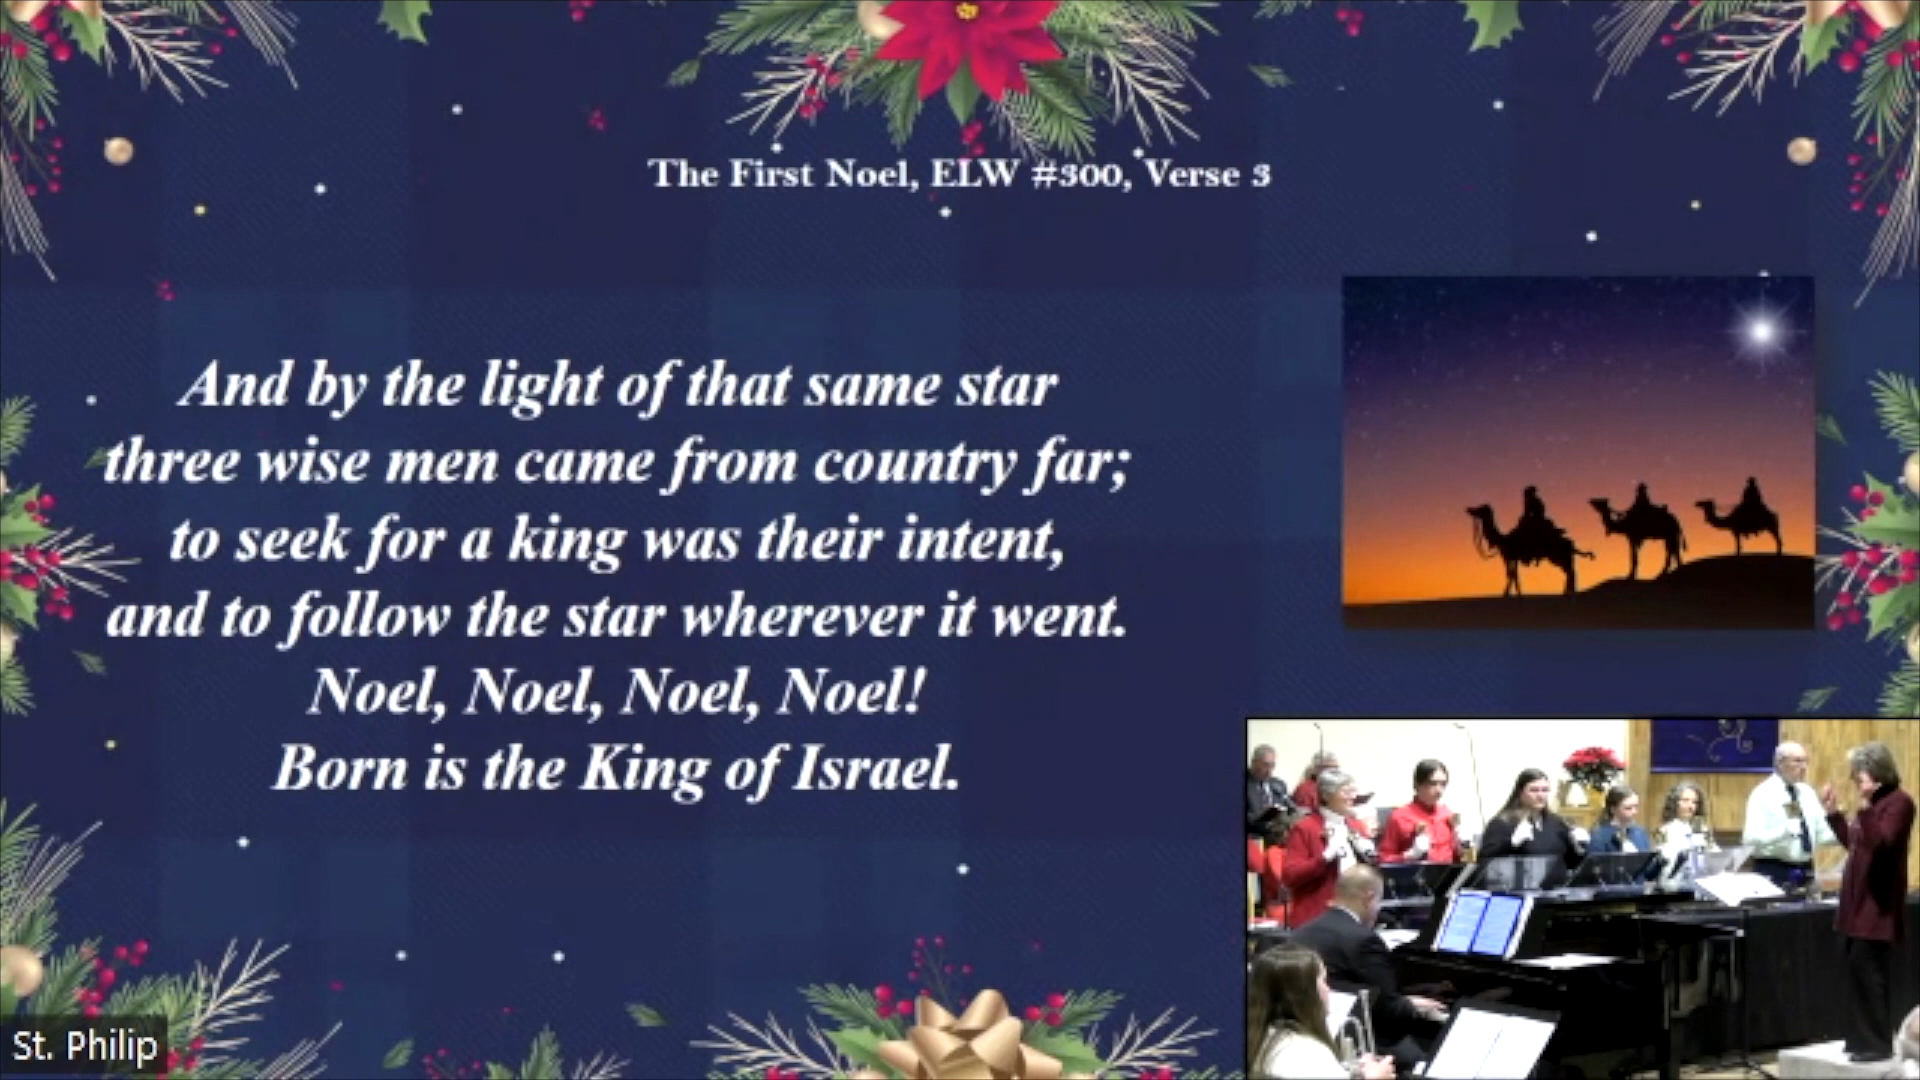 The First Noel, ELW #300, Verse 3
And by the light of that same star
three wise men came from country far;
to seek for a king was their intent,
and to follow the star wherever it went.
Noel, Noel, Noel, Noel!
Born is the King of Israel.
St. Philip